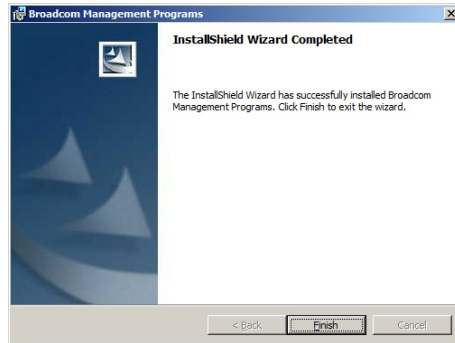 Broadcom Management Programs
InstallShield Wizard Completed
The InstallShield Wizard has successfully installed Broadcom
Management Programs. Click Finish to exit the wizard.
< Back
Finish
Cancel